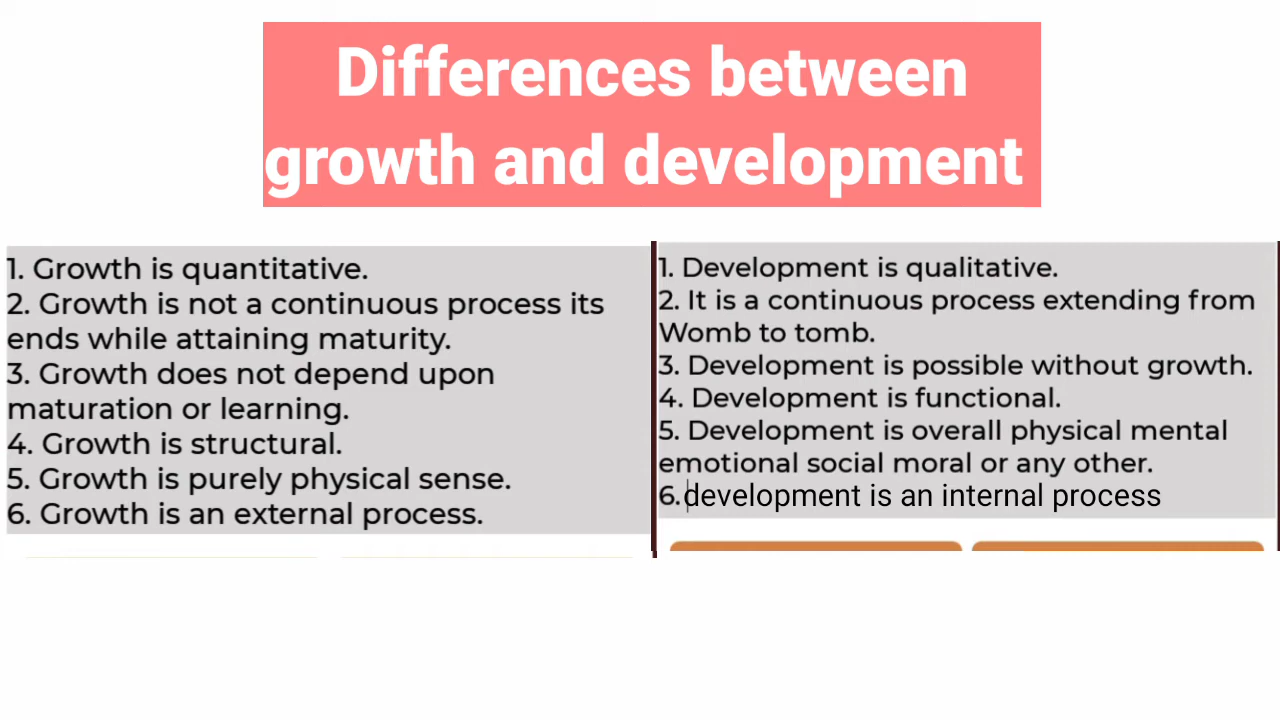 Differences between
growth and development
1. Growth is quantitative.
2. Growth is not a continuous process its
ends while attaining maturity.
3. Growth does not depend upon
maturation or learning.
4. Growth is structural.
5. Growth is purely physical sense.
6. Growth is an external process.
1. Development is qualitative.
2. It is a continuous process extending from
Womb to tomb.
3. Development is possible without growth.
4. Development is functional.
5. Development is overall physical mental
emotional social moral or any other.
6.development is an internal process